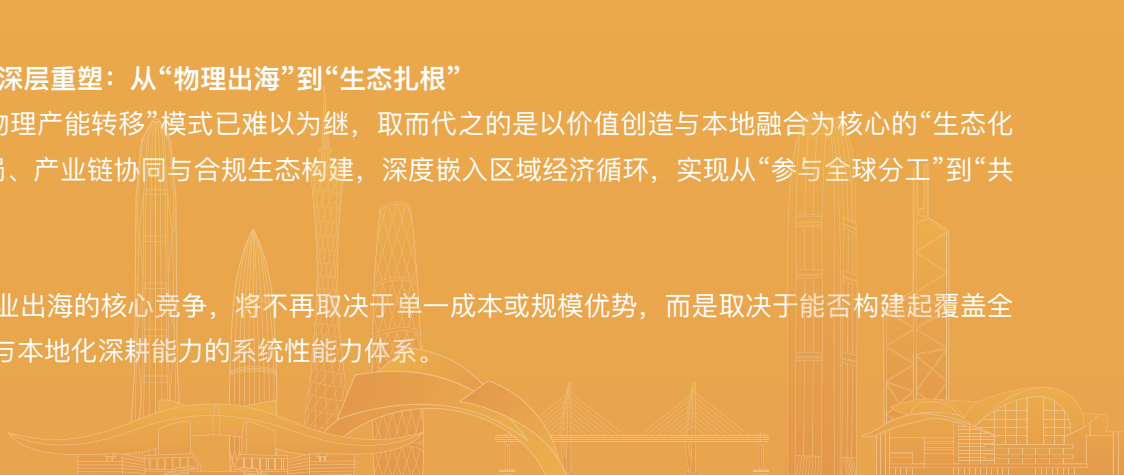 深层重塑：从“物理出海”到“生态扎根”
物理产能转移”模式已难以为继，取而代之的是以价值创造与本地融合为核心的“生态化
局、产业链协同与合规生态构建，深度嵌入区域经济循环，实现从“参与全球分工”到“共
业出海的核心竞争，将不再取决于单一成本或规模优势，而是取决于能否构建起覆盖全
与本地化深耕能力的系统性能力体系。